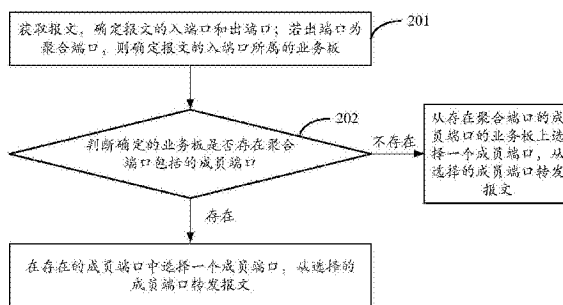 获取报文，确定报文的入端口和出端口；若出端口为
聚合端口，则确定报文的入端口所属的业务板
201
202
判断确定的业务板是否存在聚合
端口包括的成员端口
不存在
从存在聚合端口的成
员端口的业务板上选
择一个成员端口，从
选择的成员端口转发
报文
存在
在存在的成员端口中选择一个成员端口，从选择的
成员端口转发报文